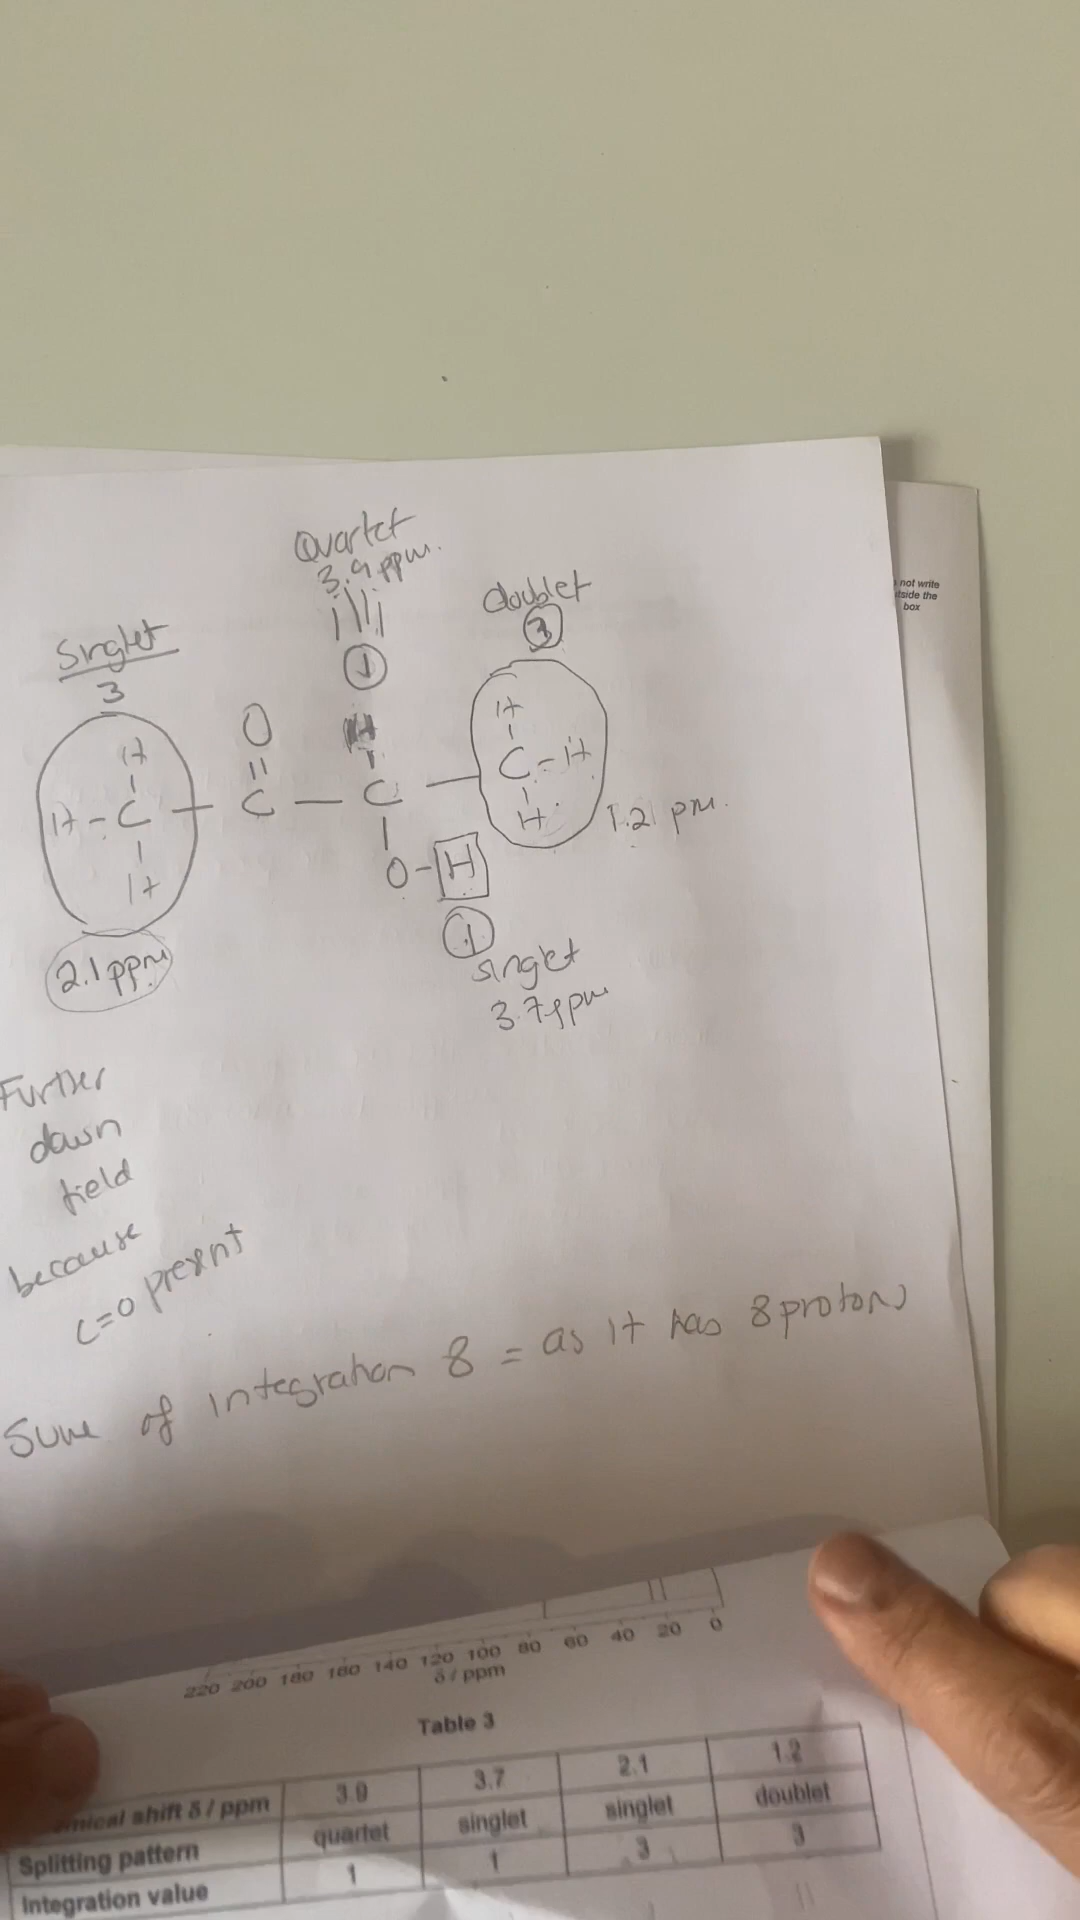 Quartet
3.9 ppm.
doublet
3
Singlet
3
1
H
O
H
H
=
H
C
C
C
H - C
C - H
H
H
1.2 ppm.
O - H
1
2.1 ppm
singlet
3.7 ppm
Further
down
field
because
C=O present
Sum of integration 8 = as it has 8 protons
not write
tside the
box
220 200 180 160 140 120 100 80 60 40 20 0
δ / ppm
Table 3
mical shift δ / ppm 3.9 3.7 2.1 1.2
Splitting pattern quartet singlet singlet doublet
Integration value 1 1 3 3